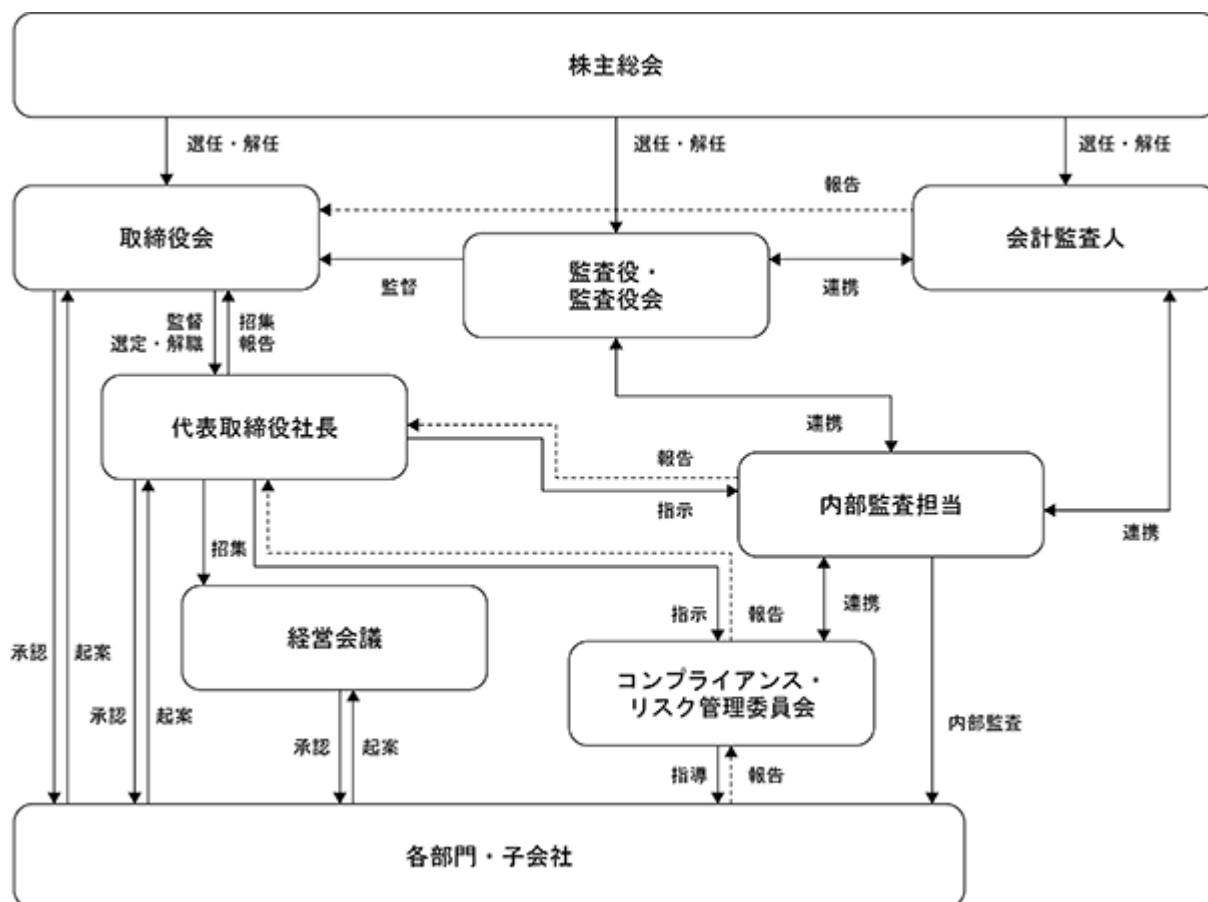 株主総会
選任・解任
選任・解任
選任・解任
報告
取締役会
会計監査人
監査役・
監査役会
監督
連携
監督
選定・解職
招集
報告
代表取締役社長
連携
報告
指示
内部監査担当
連携
招集
連携
経営会議
指示
報告
承認
起案
コンプライアンス・
リスク管理委員会
承認
起案
承認
起案
内部監査
指導
報告
各部門・子会社